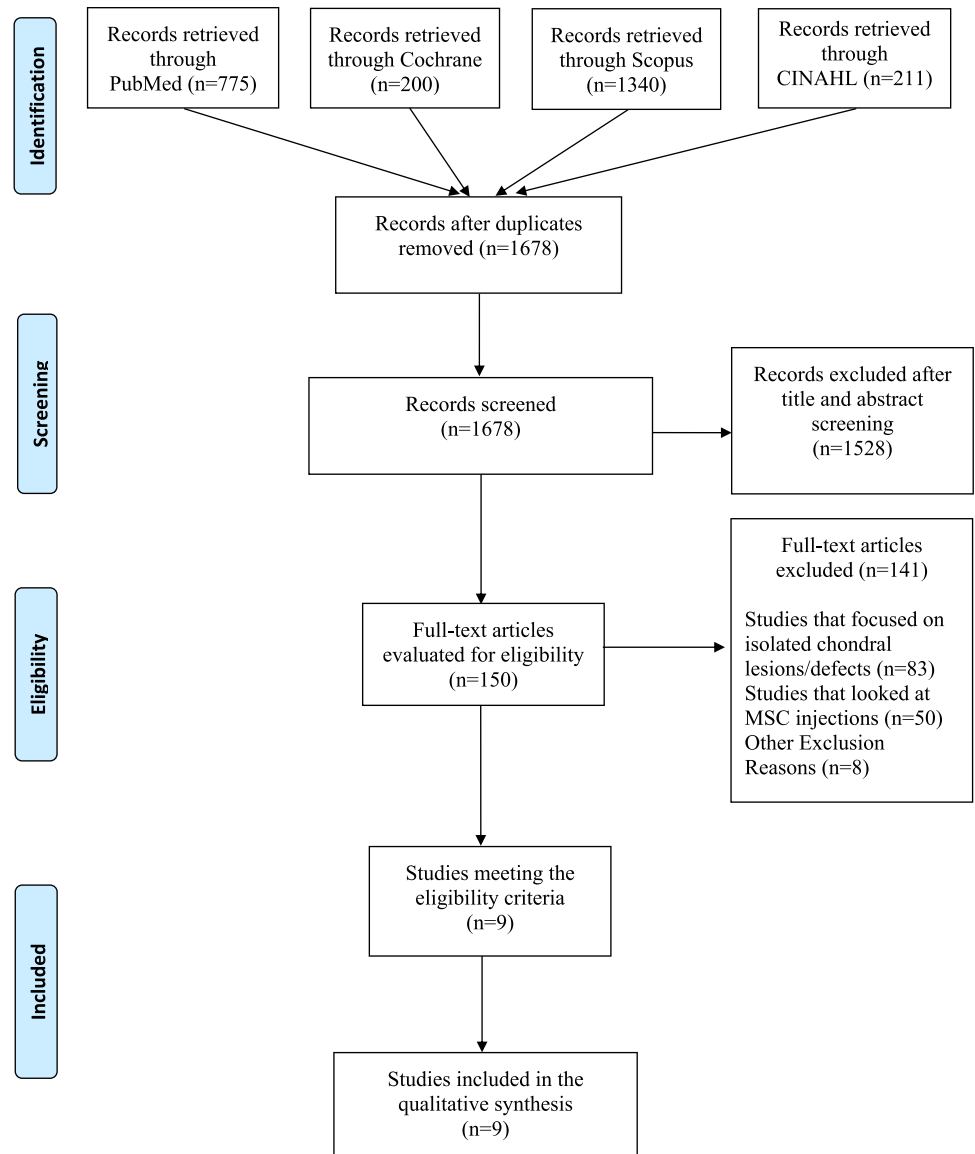 Identification
Records retrieved
through
PubMed (n=775)
Records retrieved
through Cochrane
(n=200)
Records retrieved
through Scopus
(n=1340)
Records retrieved
through
CINAHL (n=211)
Records after duplicates
removed (n=1678)
Screening
Records screened
(n=1678)
Records excluded after
title and abstract
screening
(n=1528)
Eligibility
Full-text articles
evaluated for eligibility
(n=150)
Full-text articles
excluded (n=141)
Studies that focused on
isolated chondral
lesions/defects (n=83)
Studies that looked at
MSC injections (n=50)
Other Exclusion
Reasons (n=8)
Included
Studies meeting the
eligibility criteria
(n=9)
Studies included in the
qualitative synthesis
(n=9)